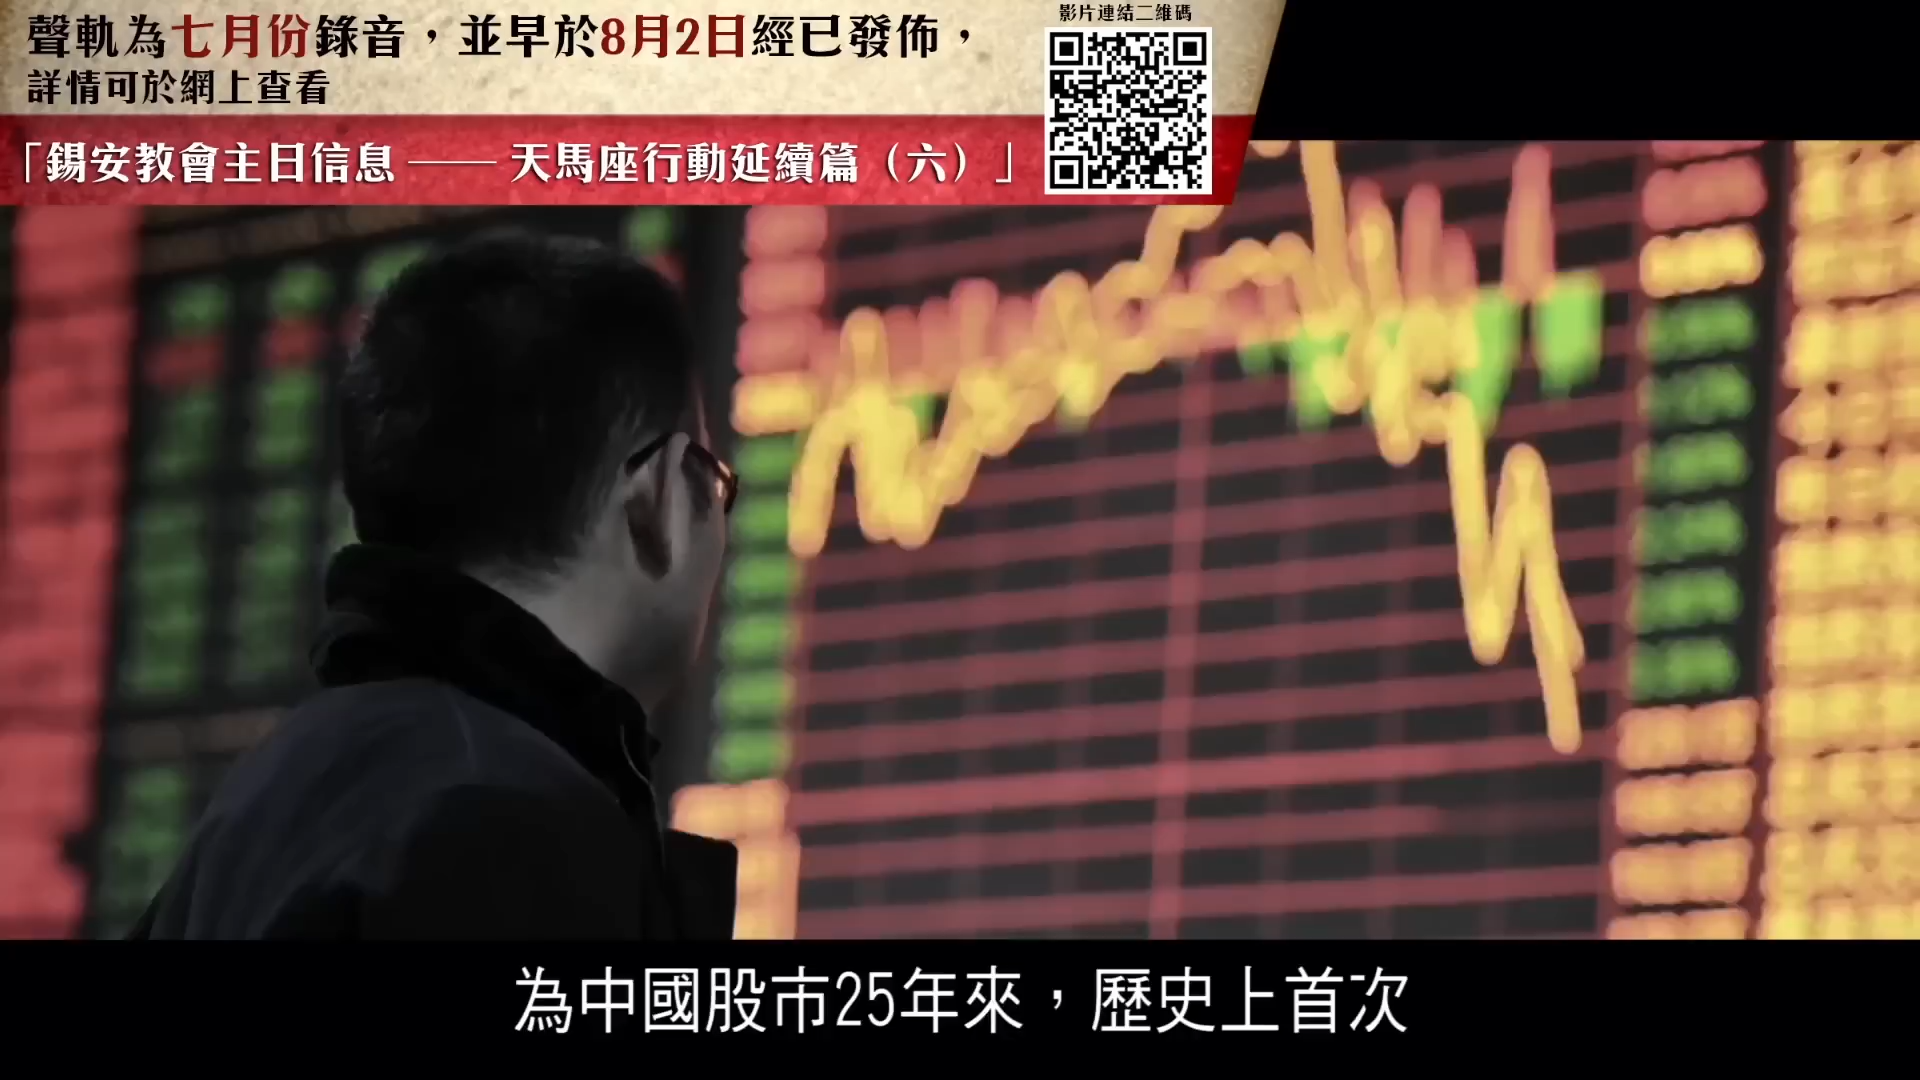 聲軌為七月份錄音，並早於8月2日經已發佈，
詳情可於網上查看
影片連結二維碼
「錫安教會主日信息 —— 天馬座行動延續篇（六）」
為中國股市25年來，歷史上首次